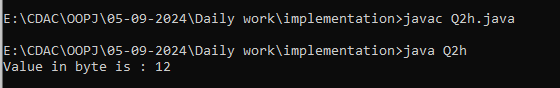 E:\CDAC\OOPJ\05-09-2024\Daily work\implementation>javac Q2h.java
E:\CDAC\OOPJ\05-09-2024\Daily work\implementation>java Q2h
Value in byte is : 12